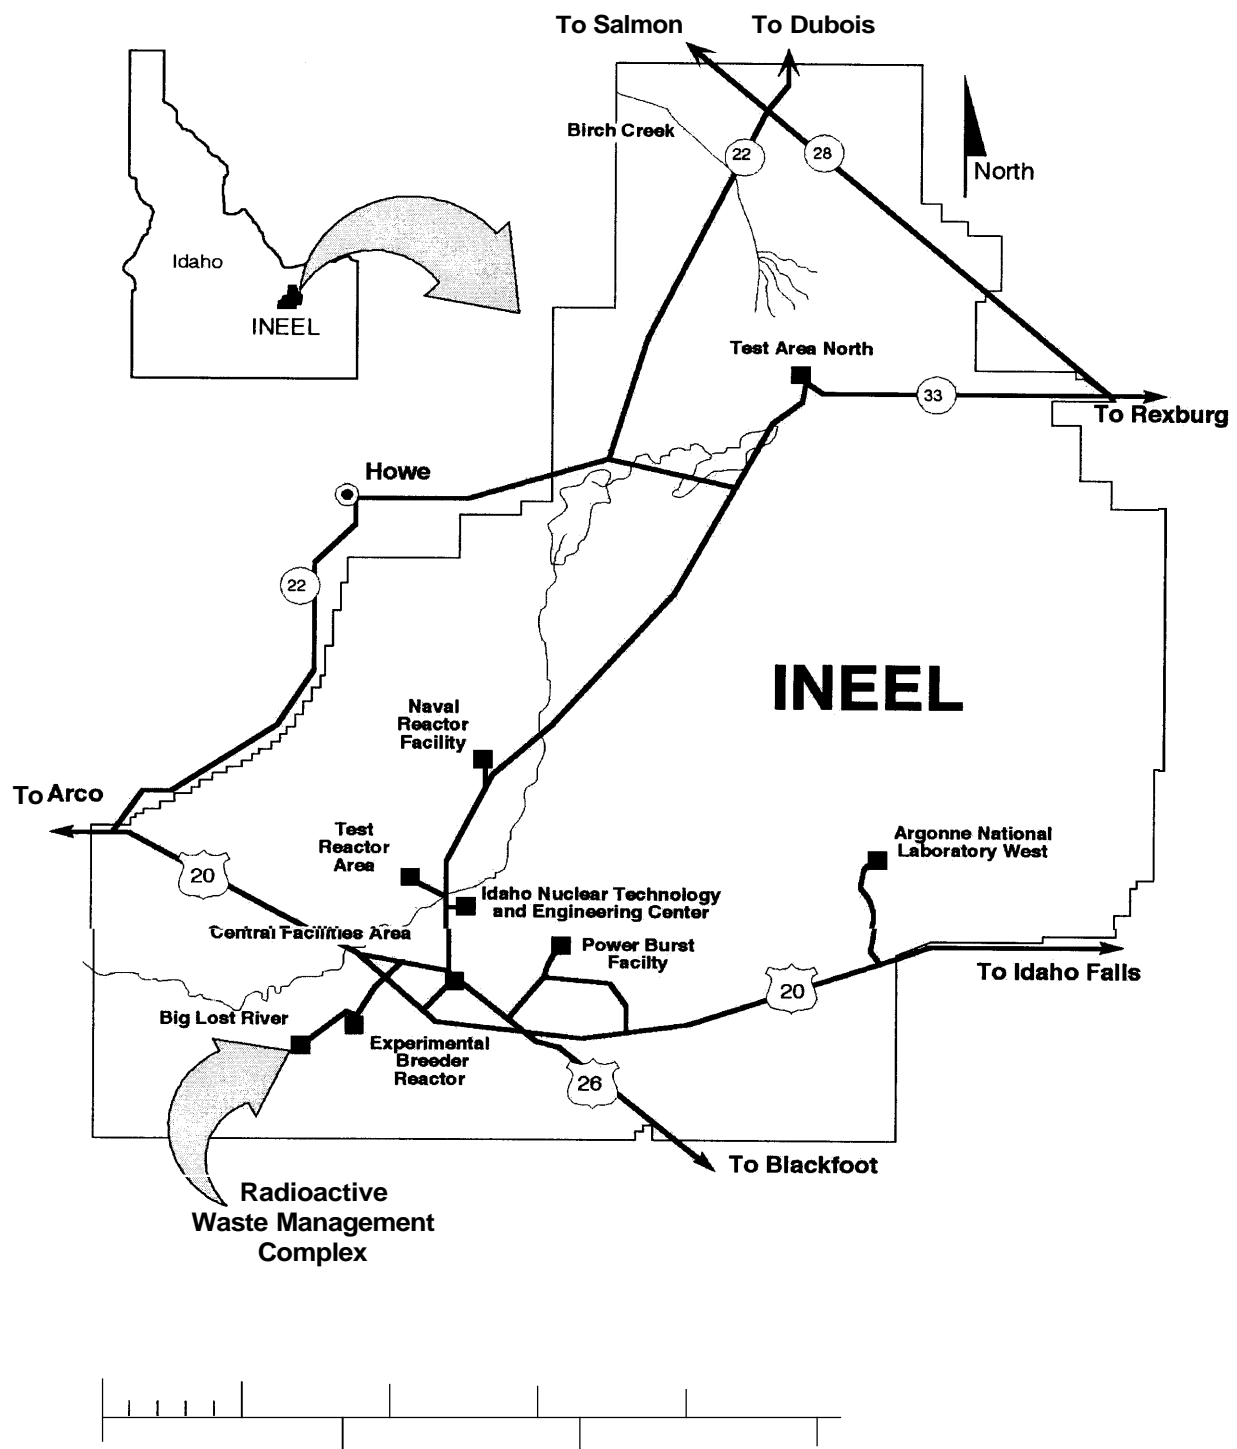 To Salmon
To Dubois
Birch Creek
22
28
North
Idaho
INEEL
Test Area North
33
To Rexburg
Howe
22
INEEL
Naval
Reactor
Facility
To Arco
Test
Reactor
Area
20
Argonne National
Laboratory West
Idaho Nuclear Technology
and Engineering Center
Central Facilities Area
Power Burst
Facilty
To Idaho Falls
20
Big Lost River
Experimental
Breeder
Reactor
26
To Blackfoot
Radioactive
Waste Management
Complex